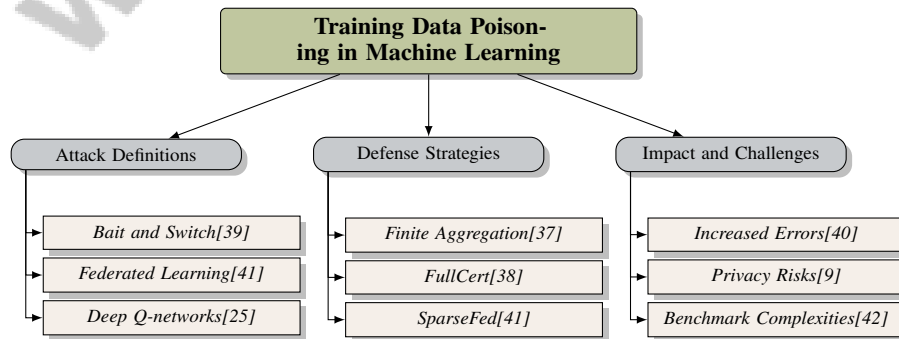 Training Data Poison-
ing in Machine Learning
Attack Definitions
Defense Strategies
Impact and Challenges
Bait and Switch[39]
Federated Learning[41]
Deep Q-networks[25]
Finite Aggregation[37]
FullCert[38]
SparseFed[41]
Increased Errors[40]
Privacy Risks[9]
Benchmark Complexities[42]